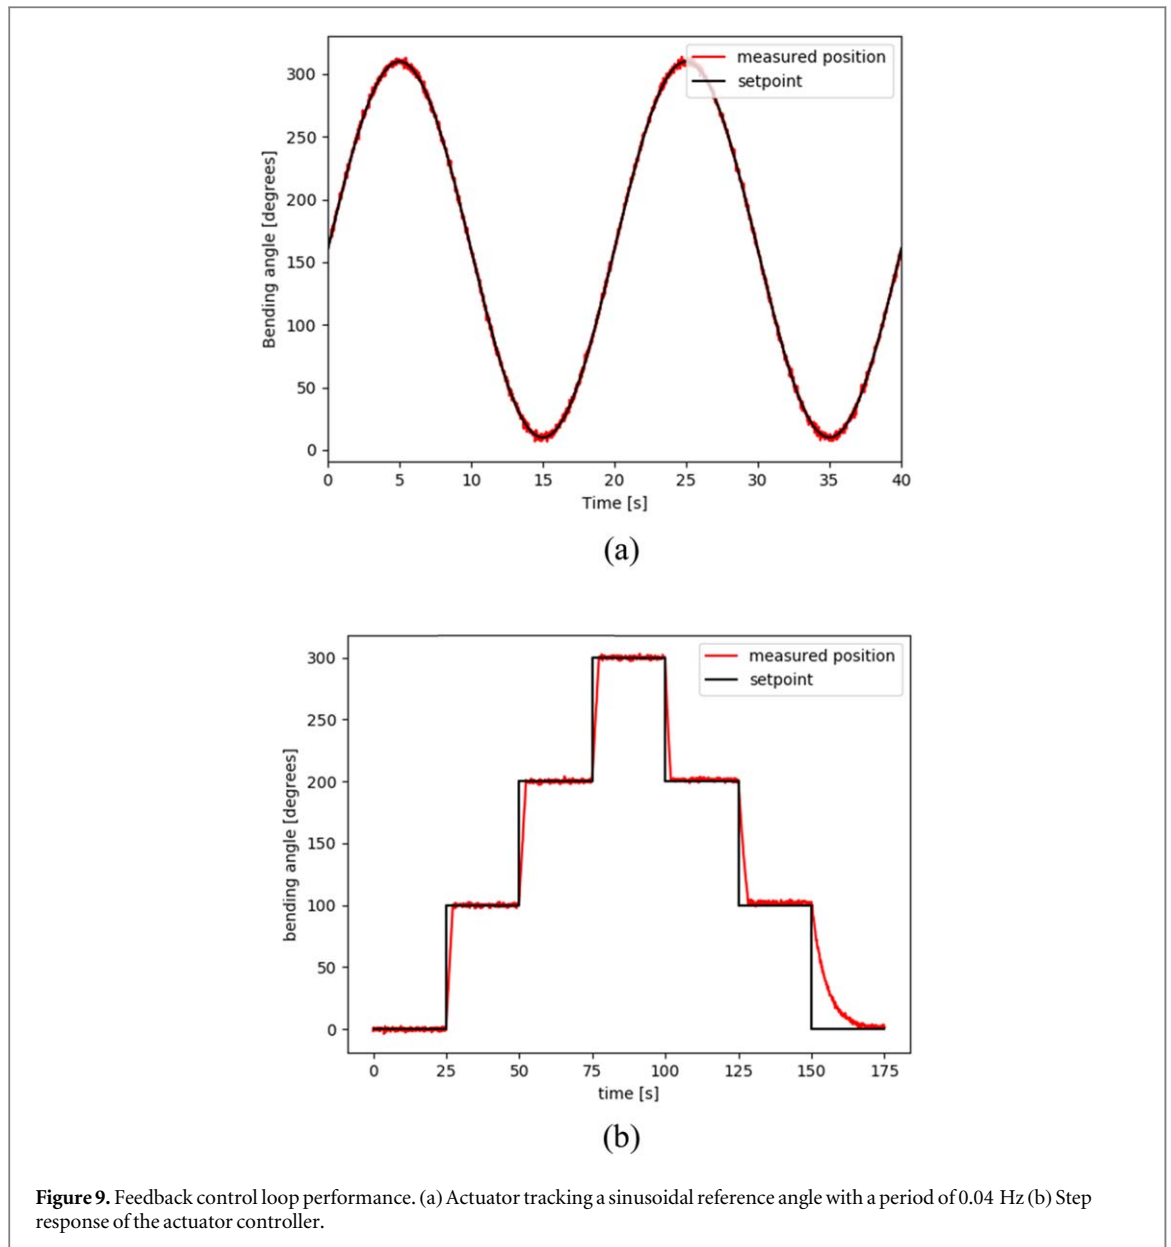 measured position
setpoint
300
250
200
150
100
50
0
Bending angle [degrees]
0 5 10 15 20 25 30 35 40
Time [s]
(a)
measured position
setpoint
300
250
200
150
100
50
0
bending angle [degrees]
0 25 50 75 100 125 150 175
time [s]
(b)
Figure 9. Feedback control loop performance. (a) Actuator tracking a sinusoidal reference angle with a period of 0.04 Hz (b) Step
response of the actuator controller.